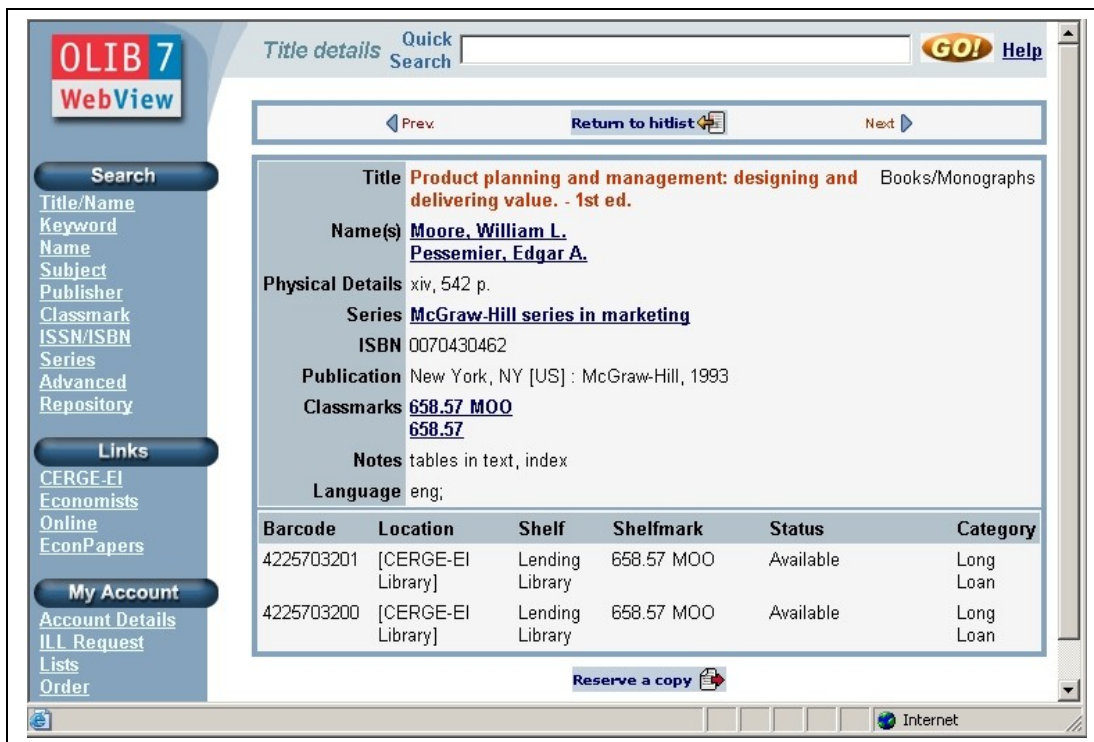 OLIB 7
WebView
Title details
Quick
Search
GO!
Help
Prev.
Return to hitlist
Next
Search
Title/Name
Keyword
Name
Subject
Publisher
Classmark
ISSN/ISBN
Series
Advanced
Repository
Links
CERGE-EI
Economists
Online
EconPapers
My Account
Account Details
ILL Request
Lists
Order
Title Product planning and management: designing and Books/Monographs
delivering value. - 1st ed.
Name(s) Moore, William L.
Pessemier, Edgar A.
Physical Details xiv, 542 p.
Series McGraw-Hill series in marketing
ISBN 0070430462
Publication New York, NY [US] : McGraw-Hill, 1993
Classmarks 658.57 MOO
658.57
Notes tables in text, index
Language eng;
Barcode Location Shelf Shelfmark Status Category
4225703201 [CERGE-EI Lending 658.57 MOO Available Long
Library] Library Loan
4225703200 [CERGE-EI Lending 658.57 MOO Available Long
Library] Library Loan
Reserve a copy
Internet